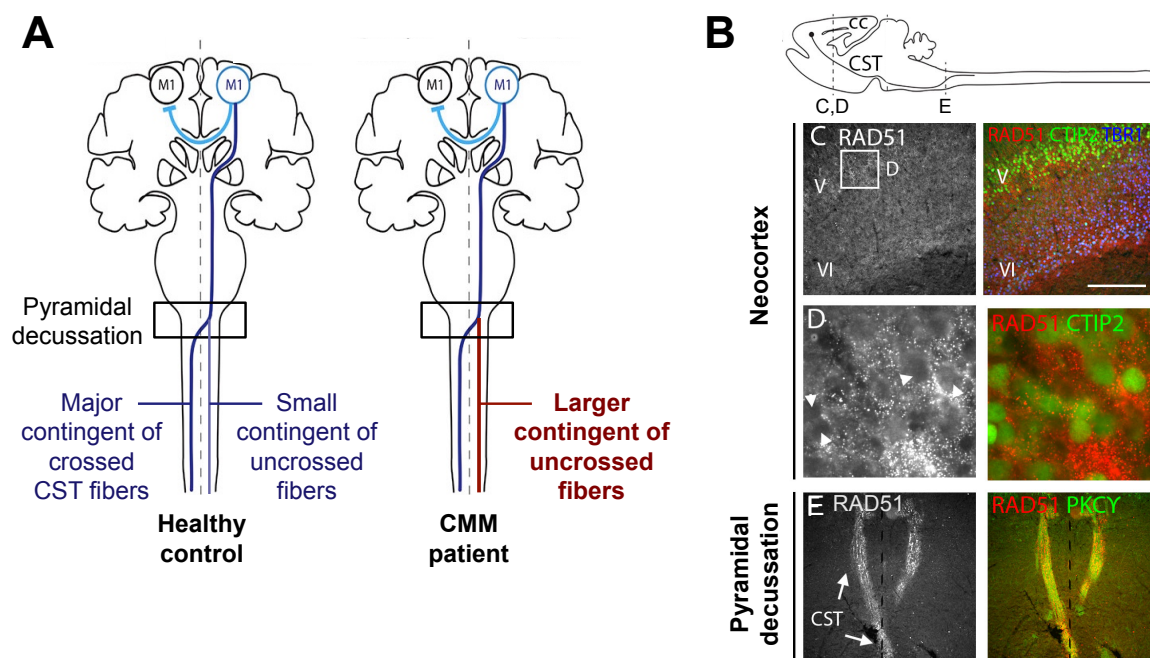 A
M1
M1
M1
M1
Pyramidal
decussation
Major
contingent of
crossed
CST fibers
Small
contingent of
uncrossed
fibers
Larger
contingent of
uncrossed
fibers
Healthy
control
CMM
patient
B
cc
CST
C,D
E
Neocortex
C RAD51
D
V
VI
RAD51 CTIP2 TBR1
V
VI
D
RAD51 CTIP2
Pyramidal
decussation
E RAD51
CST
RAD51 PKCY